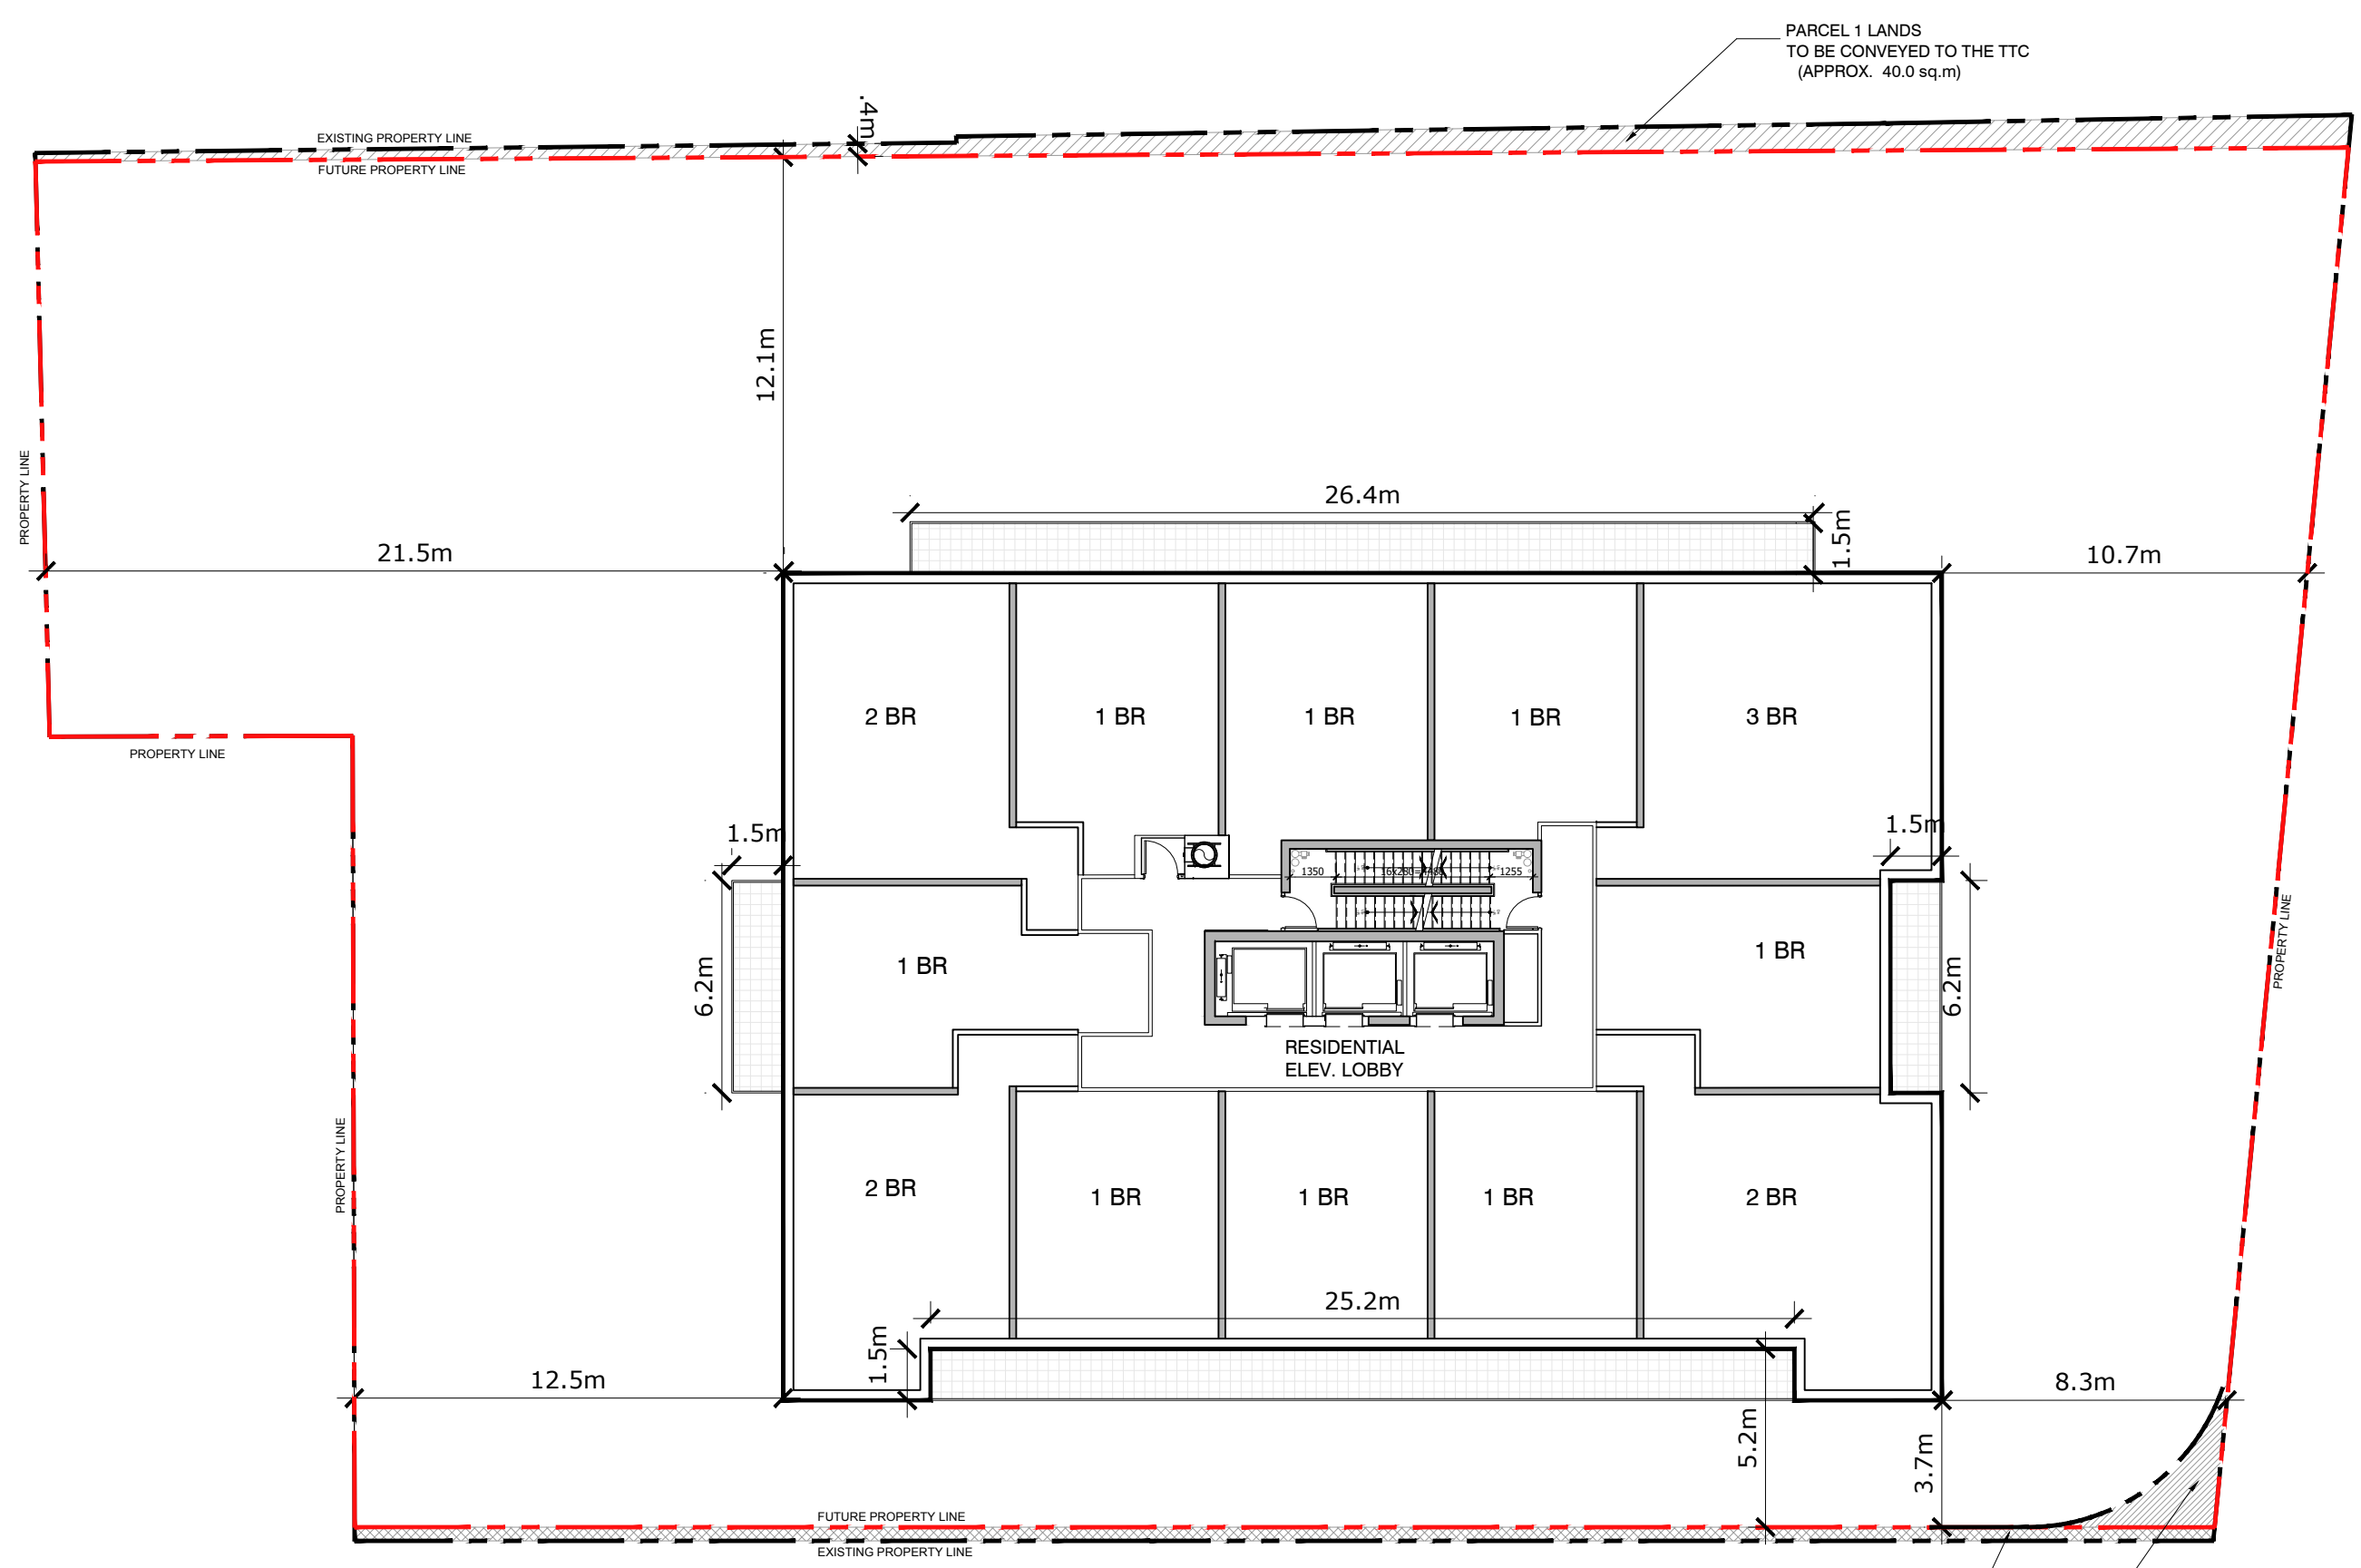 PARCEL 1 LANDS
TO BE CONVEYED TO THE TTC
(APPROX. 40.0 sq.m)
.4m
EXISTING PROPERTY LINE
FUTURE PROPERTY LINE
12.1m
PROPERTY LINE
26.4m
1.5m
21.5m
10.7m
2 BR
1 BR
1 BR
1 BR
3 BR
PROPERTY LINE
1.5m
1.5m
1350
1255
6.2m
1 BR
1 BR
6.2m
PROPERTY LINE
RESIDENTIAL
ELEV. LOBBY
PROPERTY LINE
2 BR
1 BR
1 BR
1 BR
2 BR
25.2m
1.5m
12.5m
8.3m
5.2m
3.7m
FUTURE PROPERTY LINE
EXISTING PROPERTY LINE